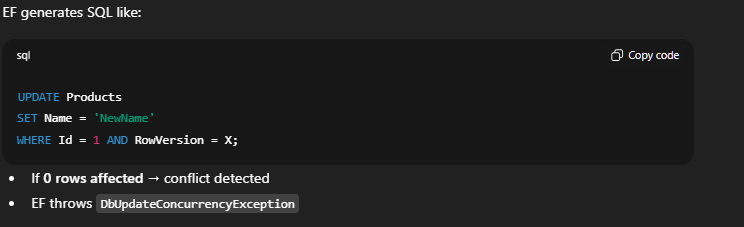 EF generates SQL like:
sql
Copy code
UPDATE Products
SET Name = 'NewName'
WHERE Id = 1 AND RowVersion = X;
• If 0 rows affected → conflict detected
• EF throws DbUpdateConcurrencyException